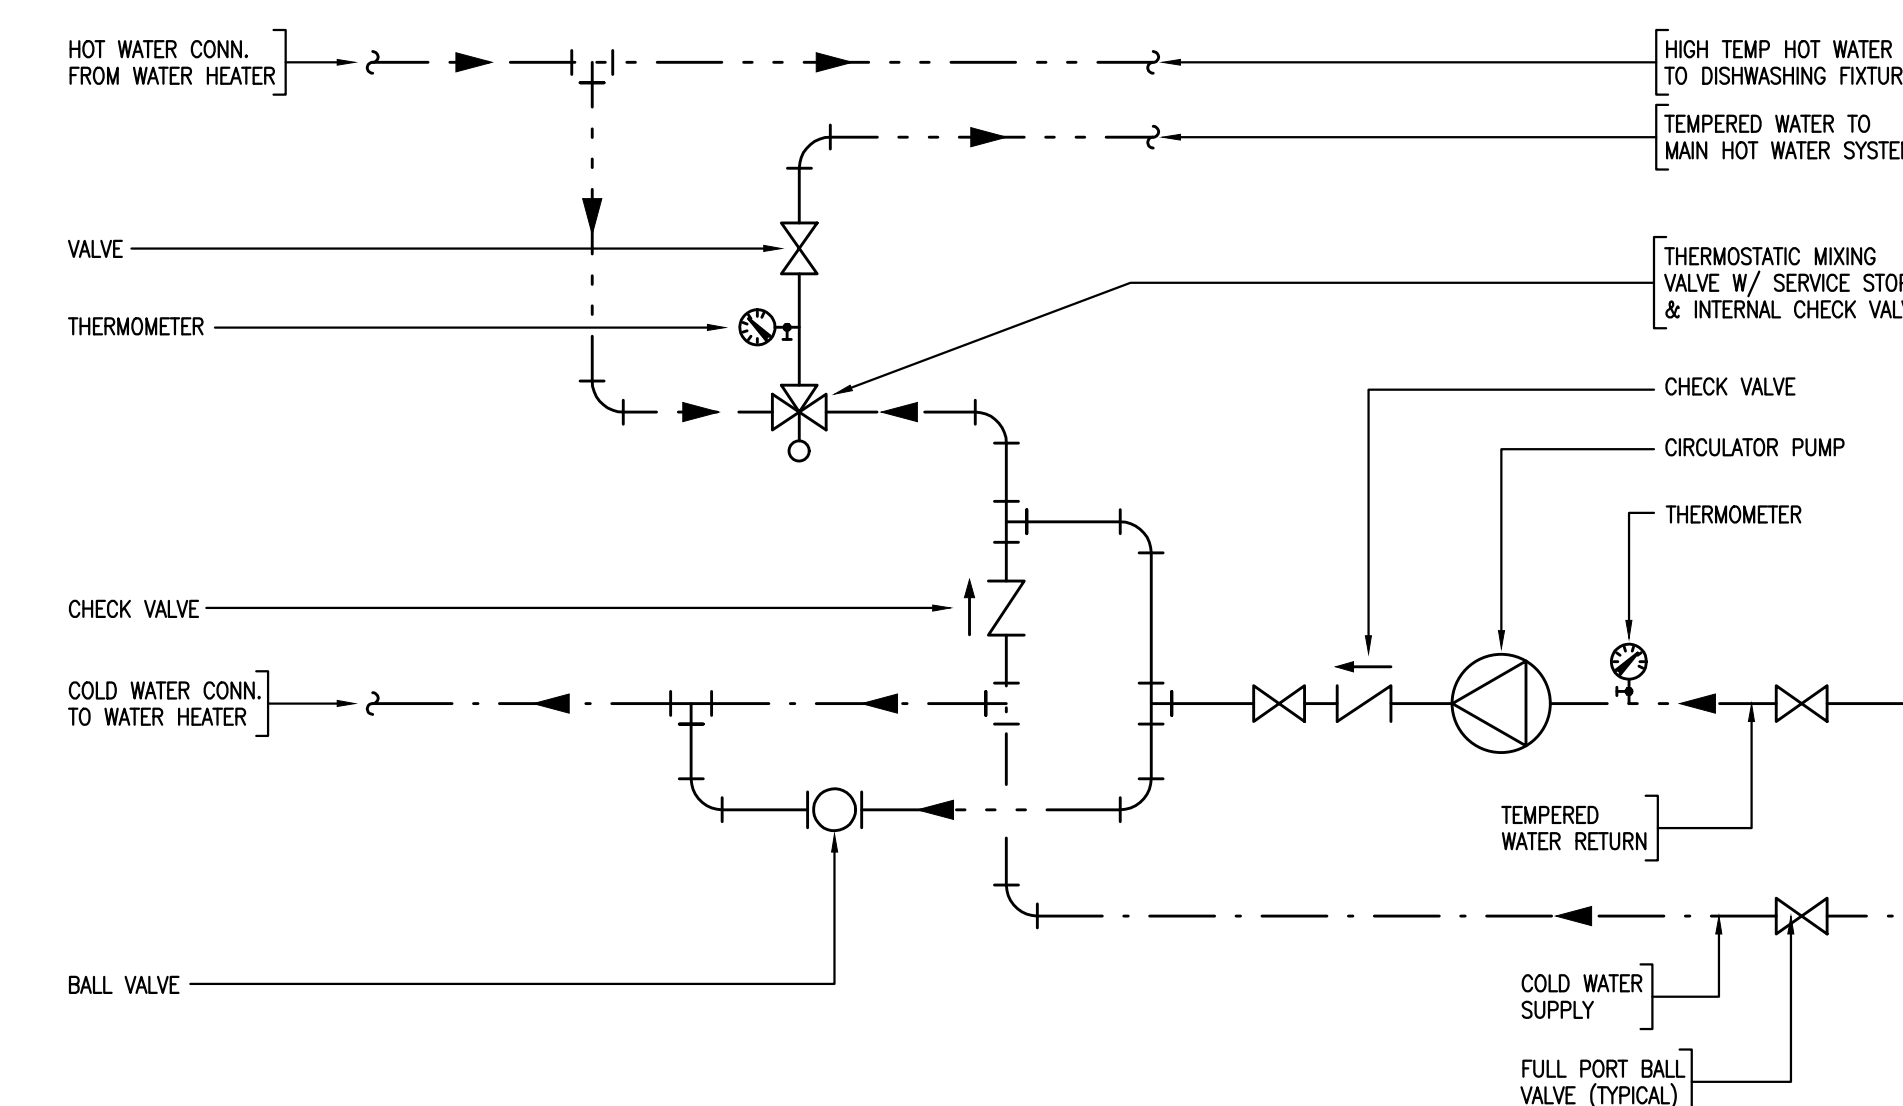 HOT WATER CONN.
FROM WATER HEATER
HIGH TEMP HOT WATER
TO DISHWASHING
TEMPERED WATER TO
MAIN HOT WATER
VALVE
THERMOSTATIC MIXING
VALVE W/ SERVICE
& INTERNAL CHECK
THERMOMETER
CHECK VALVE
CIRCULATOR PUMP
THERMOMETER
CHECK VALVE
COLD WATER CONN.
TO WATER HEATER
TEMPERED
WATER RETURN
BALL VALVE
COLD WATER
SUPPLY
FULL PORT BALL
VALVE (TYPICAL)